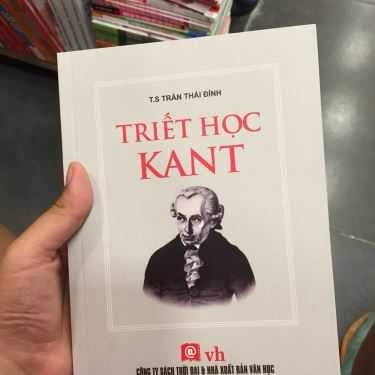 T.S TRẦN THÁI ĐỈNH
TRIẾT HỌC
KANT
@ vh
CÔNG TY SÁCH THỜI ĐẠI & NHÀ XUẤT BẢN VĂN HỌC